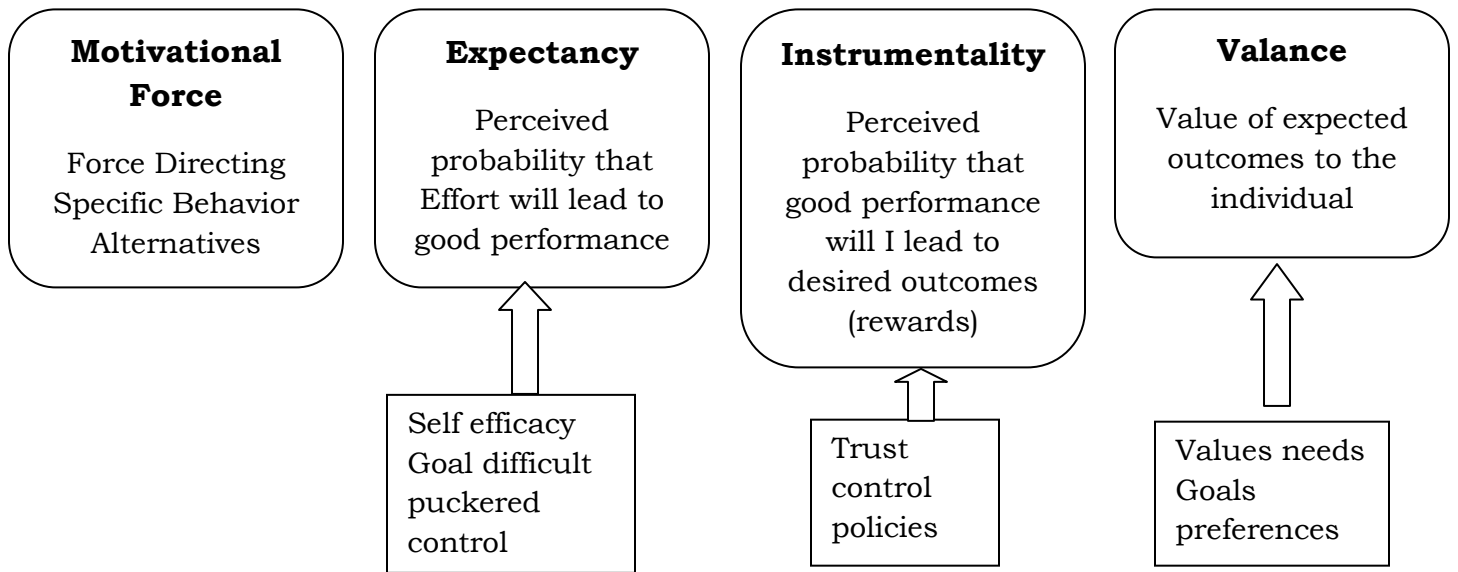 Motivational
Force
Force Directing
Specific Behavior
Alternatives
Expectancy
Perceived
probability that
Effort will lead to
good performance
Instrumentality
Perceived
probability that
good performance
will I lead to
desired outcomes
(rewards)
Valance
Value of expected
outcomes to the
individual
Self efficacy
Goal difficult
puckered
control
Trust
control
policies
Values needs
Goals
preferences